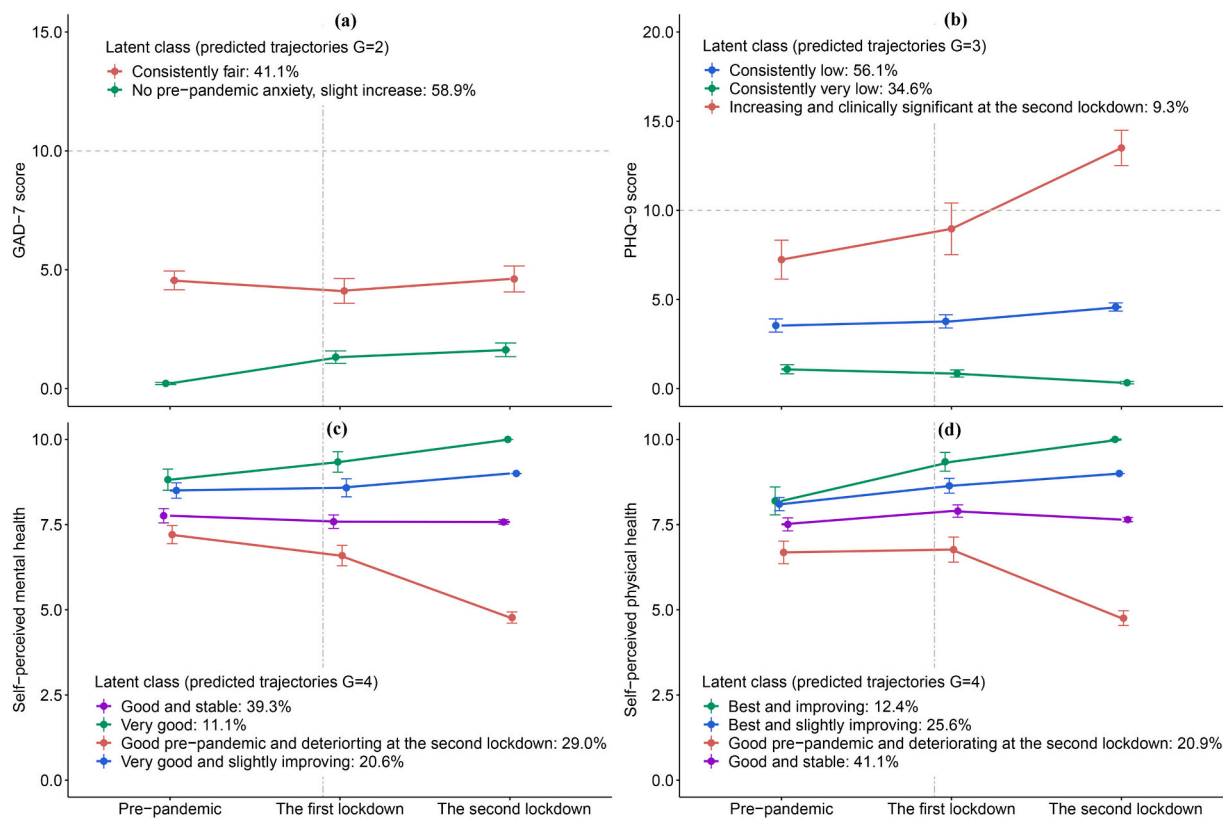 (a)
15.0
10.0
5.0
0.0
GAD−7 score
Latent class (predicted trajectories G=2)
Consistently fair: 41.1%
No pre−pandemic anxiety, slight increase: 58.9%
(b)
20.0
15.0
10.0
5.0
0.0
PHQ−9 score
Latent class (predicted trajectories G=3)
Consistently low: 56.1%
Consistently very low: 34.6%
Increasing and clinically significant at the second lockdown: 9.3%
(c)
10.0
7.5
5.0
2.5
0.0
Self−perceived mental health
Latent class (predicted trajectories G=4)
Good and stable: 39.3%
Very good: 11.1%
Good pre−pandemic and deteriorting at the second lockdown: 29.0%
Very good and slightly improving: 20.6%
Pre−pandemic
The first lockdown
The second lockdown
(d)
10.0
7.5
5.0
2.5
0.0
Self−perceived physical health
Latent class (predicted trajectories G=4)
Best and improving: 12.4%
Best and slightly improving: 25.6%
Good pre−pandemic and deteriorating at the second lockdown: 20.9%
Good and stable: 41.1%
Pre−pandemic
The first lockdown
The second lockdown